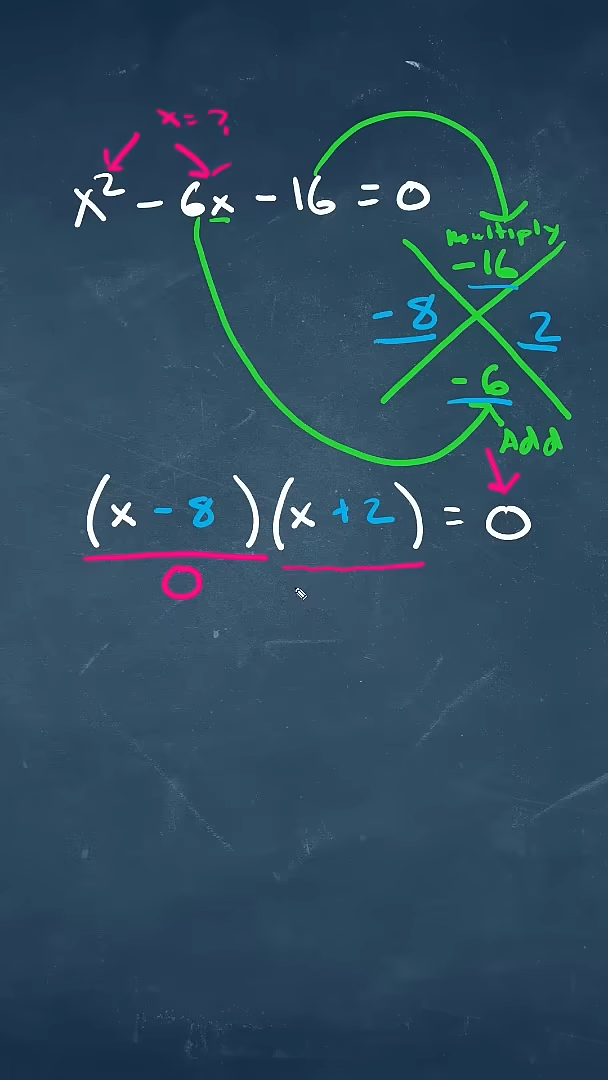 x = ?
x² - 6x - 16 = 0
Multiply
-16
-8 2
-6
Add
(x - 8)(x + 2) = 0
0